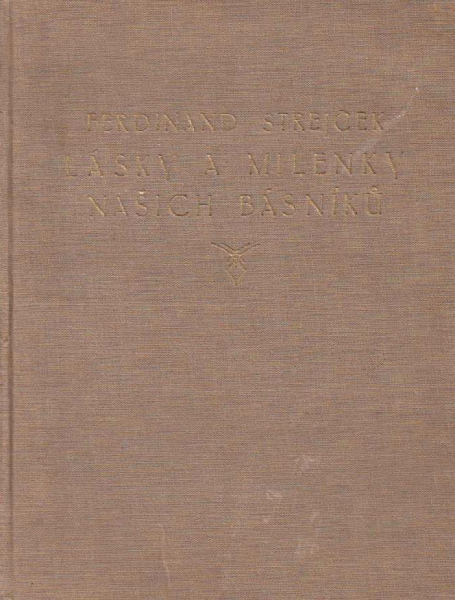 FERDINAND STREJČEK
LÁSKY A MILENKY
NAŠICH BÁSNÍKŮ